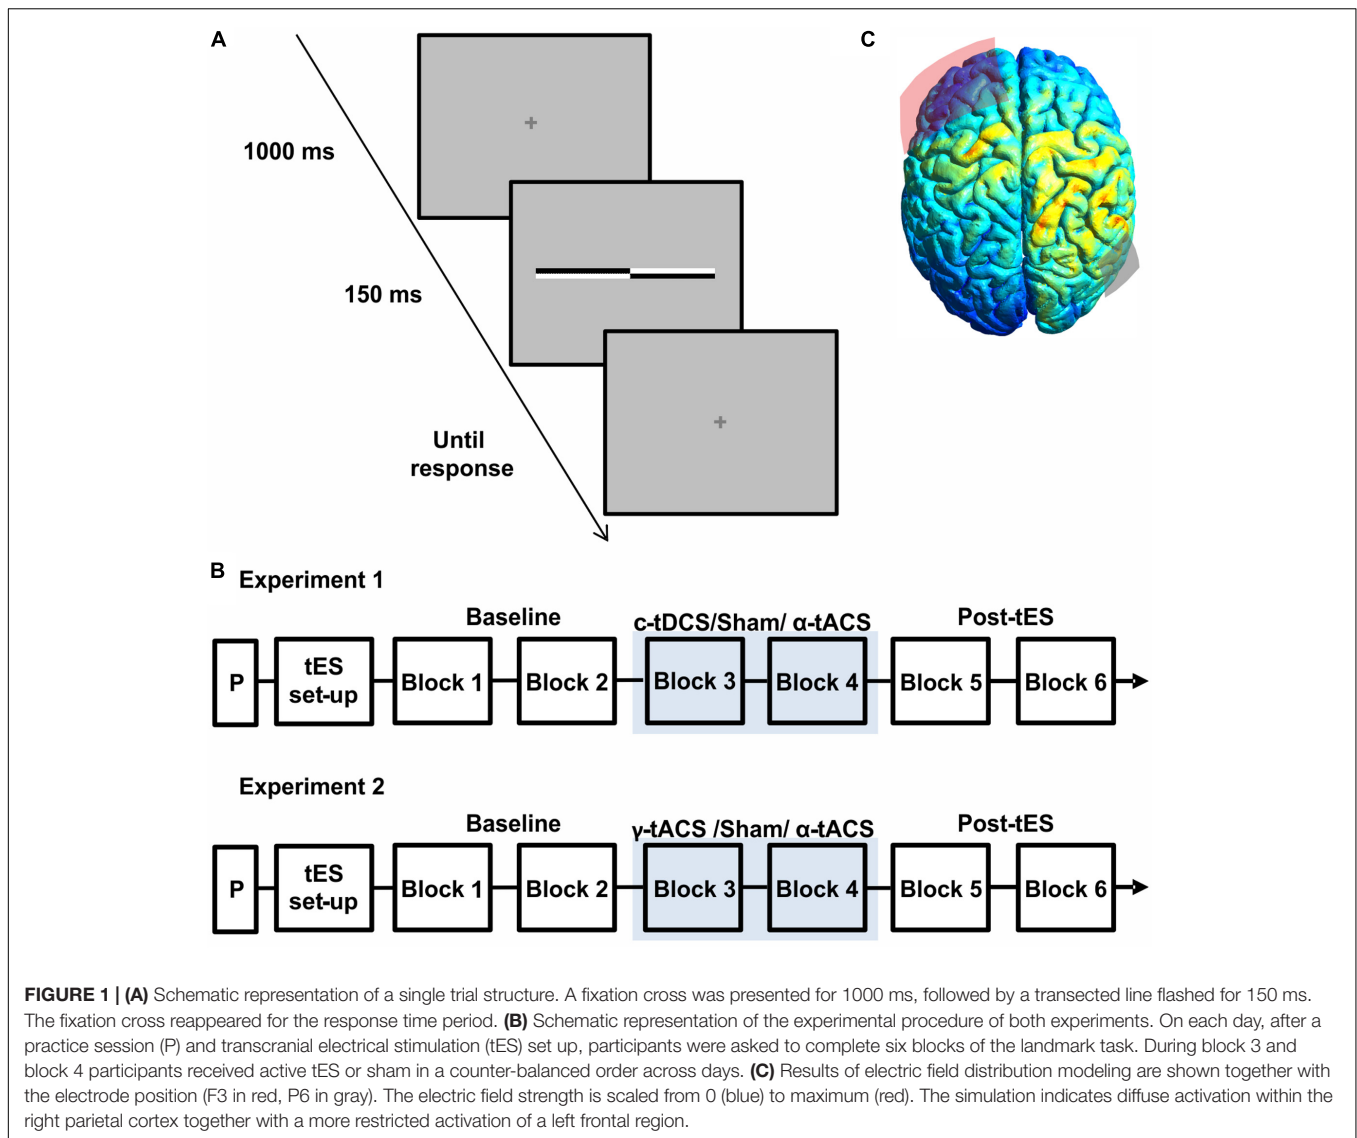 A
C
1000 ms
150 ms
Until
response
B
Experiment 1
Baseline
c-tDCS/Sham/ α-tACS
Post-tES
P
tES
set-up
Block 1
Block 2
Block 3
Block 4
Block 5
Block 6
Experiment 2
Baseline
γ-tACS /Sham/ α-tACS
Post-tES
P
tES
set-up
Block 1
Block 2
Block 3
Block 4
Block 5
Block 6
FIGURE 1 | (A) Schematic representation of a single trial structure. A fixation cross was presented for 1000 ms, followed by a transected line flashed for 150 ms.
The fixation cross reappeared for the response time period. (B) Schematic representation of the experimental procedure of both experiments. On each day, after a
practice session (P) and transcranial electrical stimulation (tES) set up, participants were asked to complete six blocks of the landmark task. During block 3 and
block 4 participants received active tES or sham in a counter-balanced order across days. (C) Results of electric field distribution modeling are shown together with
the electrode position (F3 in red, P6 in gray). The electric field strength is scaled from 0 (blue) to maximum (red). The simulation indicates diffuse activation within the
right parietal cortex together with a more restricted activation of a left frontal region.